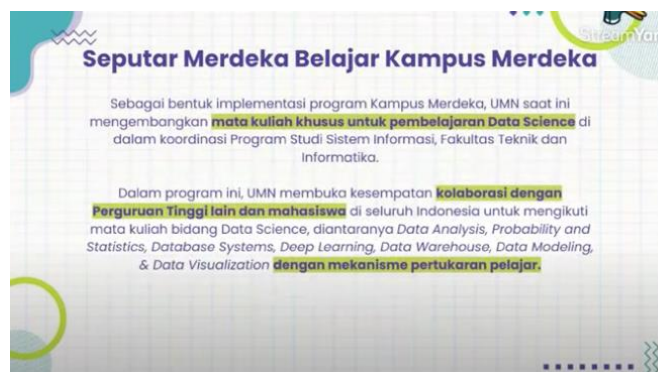 StreamYar
Seputar Merdeka Belajar Kampus Merdeka
Sebagai bentuk implementasi program Kampus Merdeka, UMN saat ini
mengembangkan mata kuliah khusus untuk pembelajaran Data Science di
dalam koordinasi Program Studi Sistem Informasi, Fakultas Teknik dan
Informatika.
Dalam program ini, UMN membuka kesempatan kolaborasi dengan
Perguruan Tinggi lain dan mahasiswa di seluruh Indonesia untuk mengikuti
mata kuliah bidang Data Science, diantaranya Data Analysis, Probability and
Statistics, Database Systems, Deep Learning, Data Warehouse, Data Modeling,
& Data Visualization dengan mekanisme pertukaran pelajar.